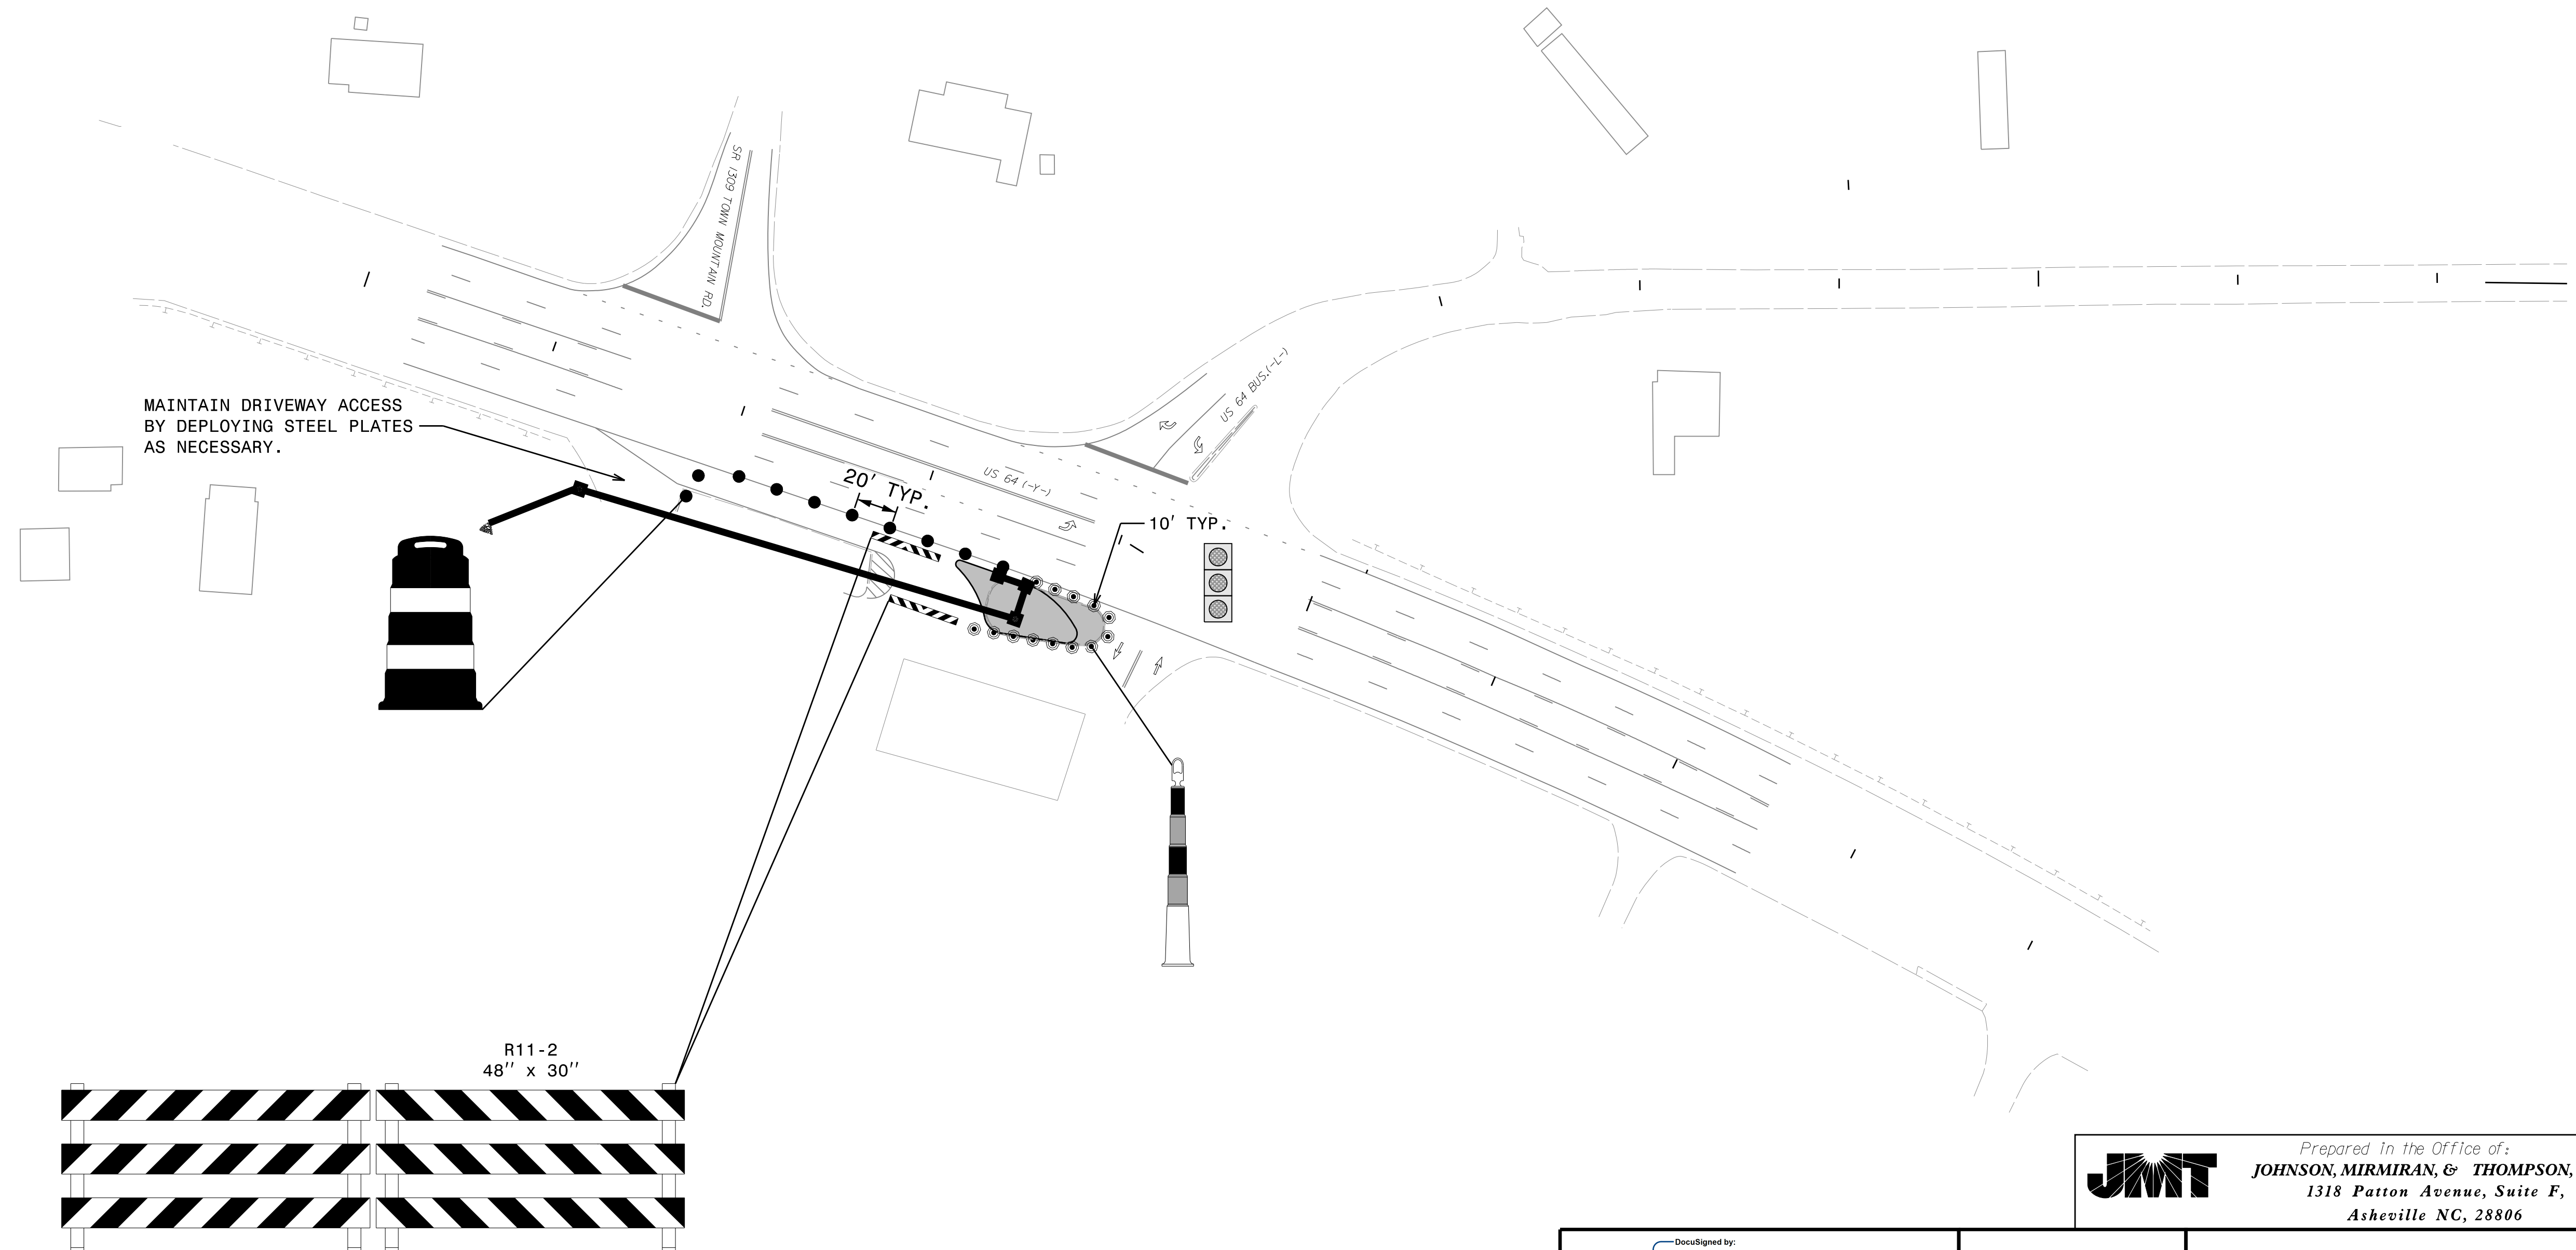 SR 1309 TOWN MOUNTAIN RD.
US 64 BUS.(-L-)
MAINTAIN DRIVEWAY ACCESS
BY DEPLOYING STEEL PLATES
AS NECESSARY.
20' TYP.
US 64 (-Y-)
10' TYP.
R11-2
48" x 30"
JMT
Prepared in the Office of:
JOHNSON, MIRMIRAN, & THOMPSON,
1318 Patton Avenue, Suite F,
Asheville NC, 28806
DocuSigned by: